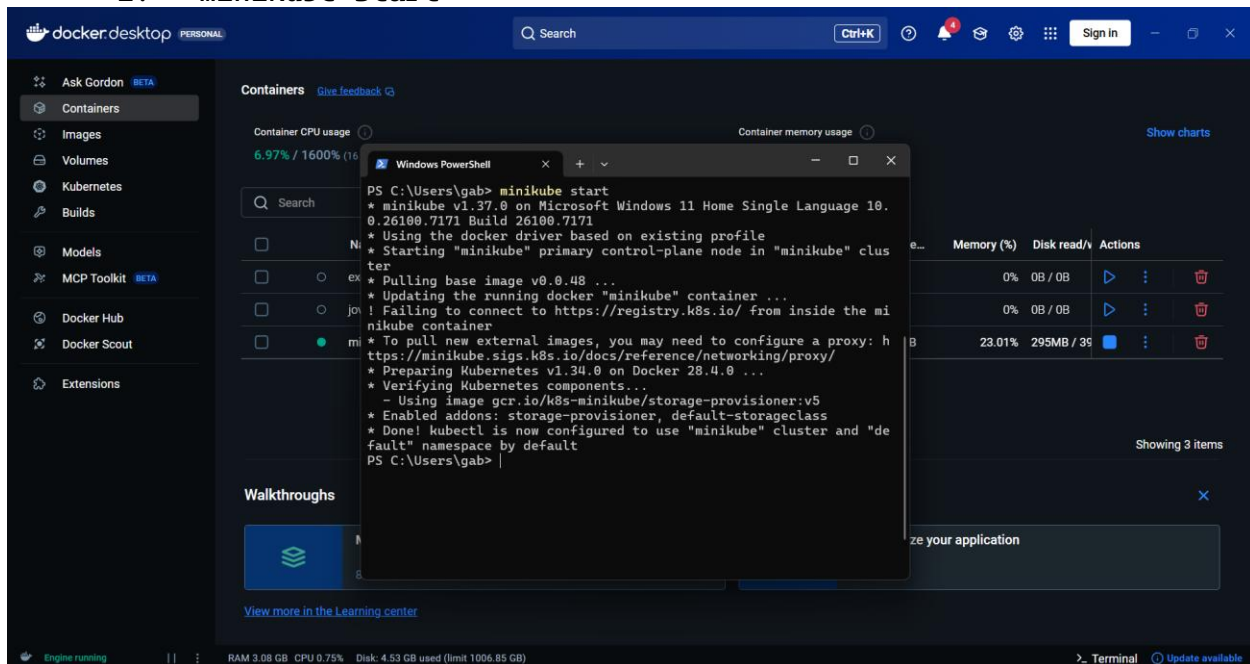 docker desktop PERSONAL
Search
Ctrl+K
4
Sign in
Ask Gordon BETA
Containers
Images
Volumes
Kubernetes
Builds
Models
MCP Toolkit BETA
Docker Hub
Docker Scout
Extensions
Containers Give feedback
Container CPU usage
6.97% / 1600% (16
Container memory usage
Show charts
Search
Memory (%) Disk read/ Actions
0% 0B / 0B
0% 0B / 0B
23.01% 295MB / 39
Windows PowerShell
PS C:\Users\gab> minikube start
* minikube v1.37.0 on Microsoft Windows 11 Home Single Language 10.
0.26100.7171 Build 26100.7171
* Using the docker driver based on existing profile
* Starting "minikube" primary control-plane node in "minikube" clus
ter
* Pulling base image v0.0.48 ...
* Updating the running docker "minikube" container ...
! Failing to connect to https://registry.k8s.io/ from inside the mi
nikube container
* To pull new external images, you may need to configure a proxy: h
ttps://minikube.sigs.k8s.io/docs/reference/networking/proxy/
* Preparing Kubernetes v1.34.0 on Docker 28.4.0 ...
* Verifying Kubernetes components...
- Using image gcr.io/k8s-minikube/storage-provisioner:v5
* Enabled addons: storage-provisioner, default-storageclass
* Done! kubectl is now configured to use "minikube" cluster and "de
fault" namespace by default
PS C:\Users\gab>
Showing 3 items
Walkthroughs
ze your application
View more in the Learning center
Engine running
RAM 3.08 GB CPU 0.75% Disk: 4.53 GB used (limit 1006.85 GB)
Terminal
Update available